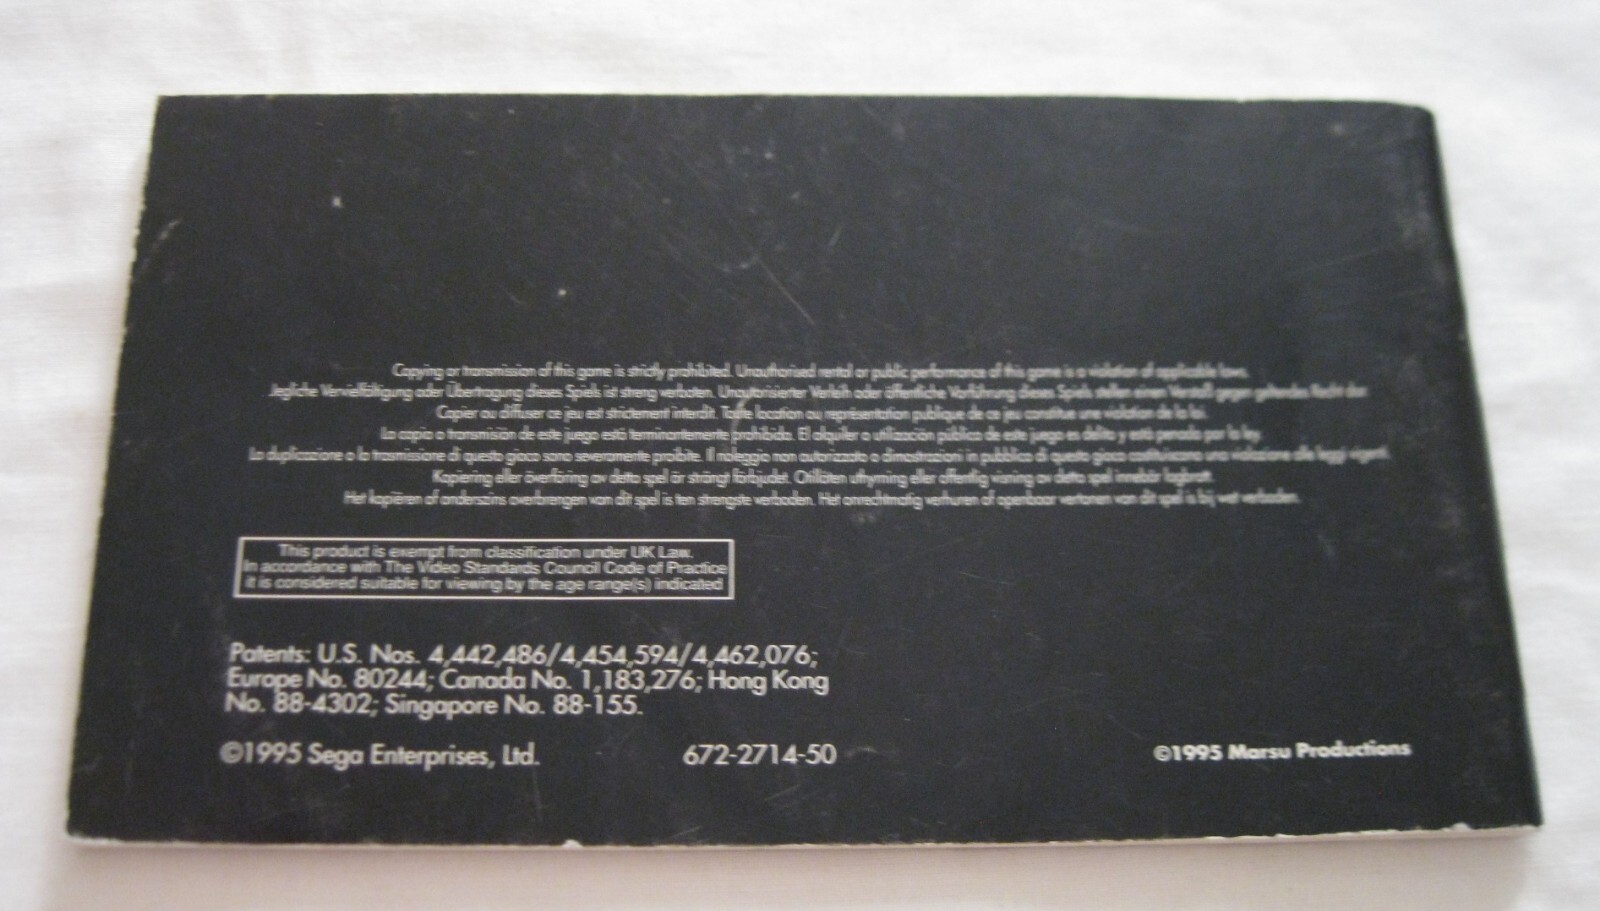 Copying or transmission of this game is strictly prohibited. Unauthorised rental or public performance of this game is a violation of applicable laws.
Jegliche Vervielfältigung oder Übertragung dieses Spiels ist streng verboten. Unautorisierter Verleih oder öffentliche Vorführung dieses Spiels stellen einen Verstoß gegen geltendes Recht dar.
Copier ou diffuser ce jeu est strictement interdit. Toute location ou représentation publique de ce jeu constitue une violation de la loi.
La copia o transmisión de este juego está terminantemente prohibida. El alquiler o utilización pública de este juego es delito y está penado por la ley.
La duplicazione o la trasmissione di questo gioco sono severamente proibite. Il noleggio non autorizzato o dimostrazioni in pubblico di questo gioco costituiscono una violazione alle leggi vigenti.
Kopiering eller överföring av detta spel är strängt förbjudet. Otillåten uthyrning eller offentlig visning av detta spel innebär lagbrott.
Het kopiëren of anderszins overbrengen van dit spel is ten strengste verboden. Het onrechtmatig verhuren of openbaar vertonen van dit spel is bij wet verboden.
This product is exempt from classification under UK Law.
In accordance with The Video Standards Council Code of Practice
it is considered suitable for viewing by the age range(s) indicated
Patents: U.S. Nos. 4,442,486/4,454,594/4,462,076;
Europe No. 80244; Canada No. 1,183,276; Hong Kong
No. 88-4302; Singapore No. 88-155.
©1995 Sega Enterprises, Ltd. 672-2714-50 ©1995 Marsu Productions